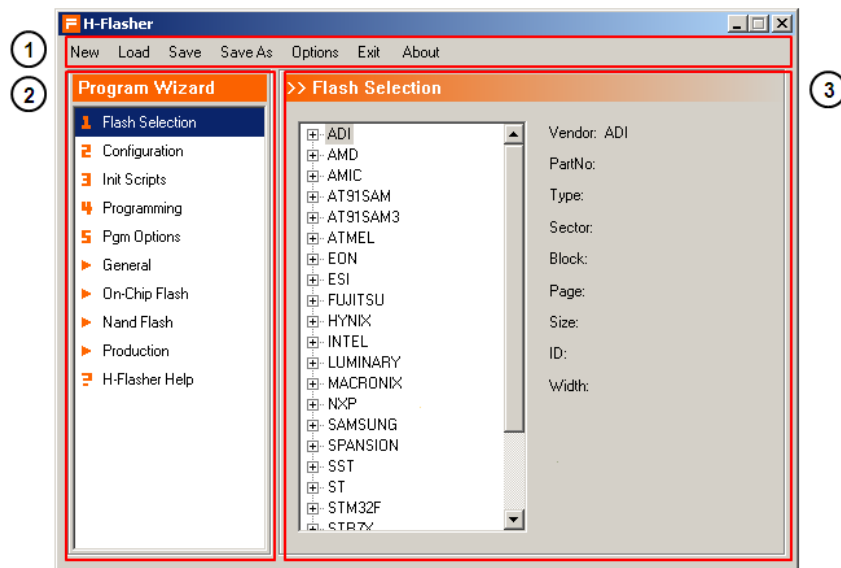 H-Flasher
1
New Load Save Save As Options Exit About
2
Program Wizard
1 Flash Selection
2 Configuration
3 Init Scripts
4 Programming
5 Pgm Options
General
On-Chip Flash
Nand Flash
Production
? H-Flasher Help
3
>> Flash Selection
ADI
AMD
AMIC
AT91SAM
AT91SAM3
ATMEL
EON
ESI
FUJITSU
HYNIX
INTEL
LUMINARY
MACRONIX
NXP
SAMSUNG
SPANSION
SST
ST
STM32F
STR7X
Vendor: ADI
PartNo:
Type:
Sector:
Block:
Page:
Size:
ID:
Width: